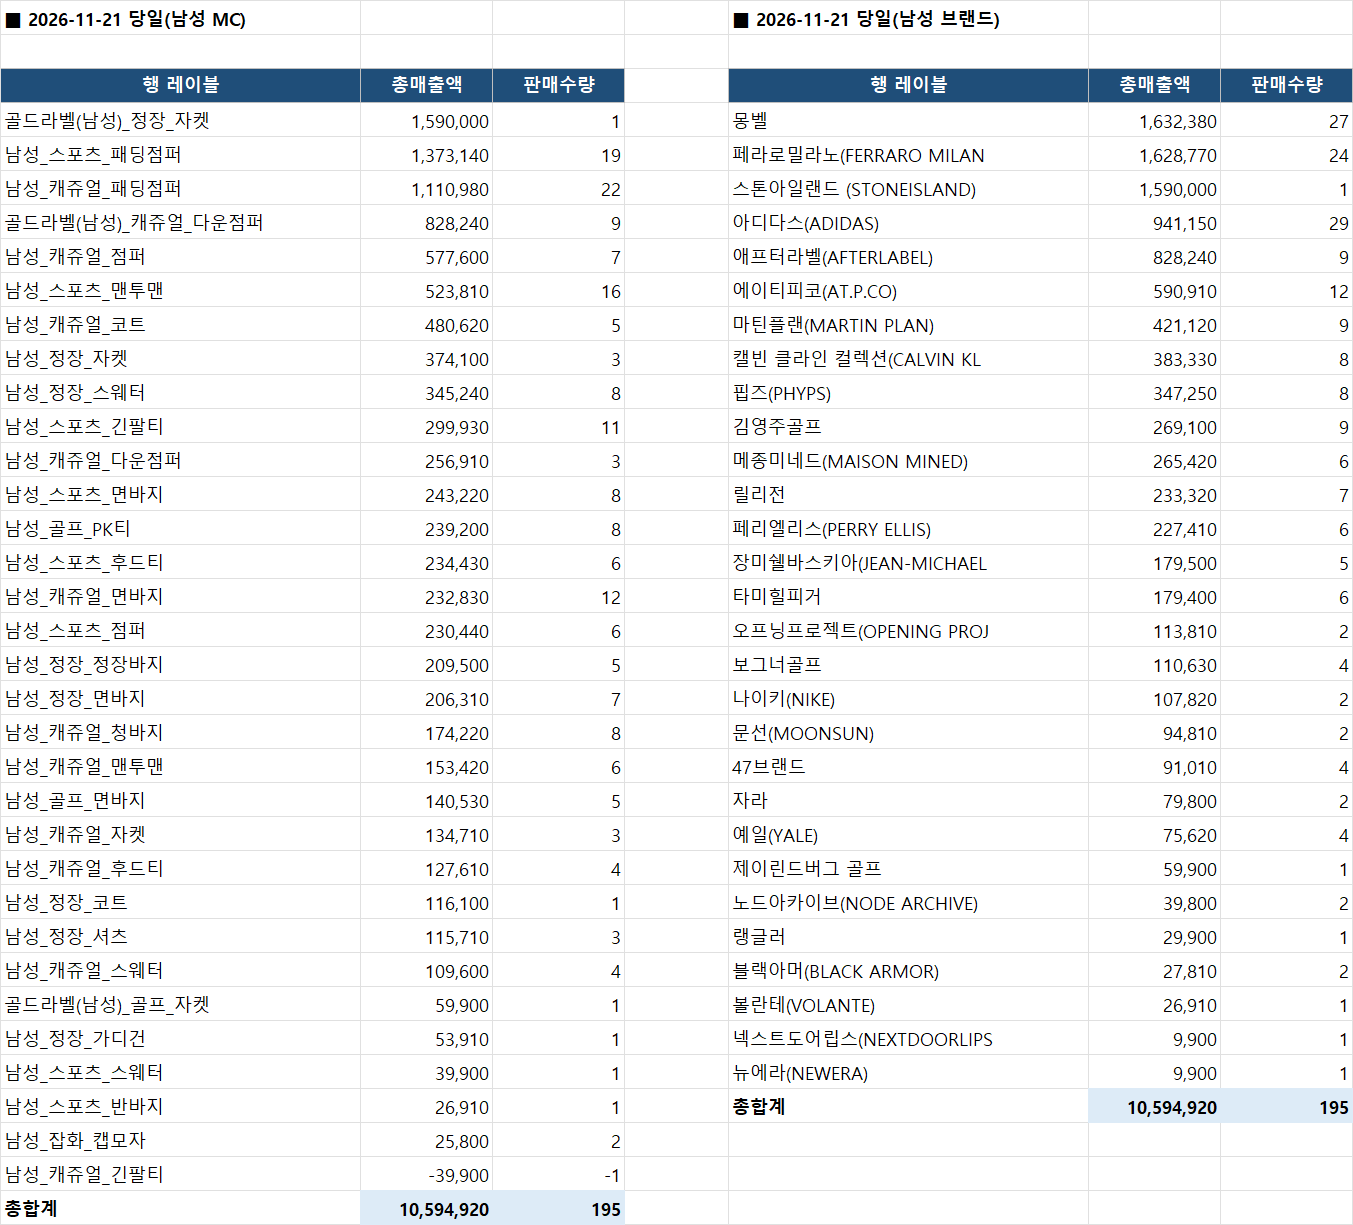 ■ 2026-11-21 당일(남성 MC) ■ 2026-11-21 당일(남성 브랜드)
행 레이블 총매출액 판매수량 행 레이블 총매출액 판매수량
골드라벨(남성)_정장_자켓 1,590,000 1 몽벨 1,632,380 27
남성_스포츠_패딩점퍼 1,373,140 19 페라로밀라노(FERRARO MILAN 1,628,770 24
남성_캐쥬얼_패딩점퍼 1,110,980 22 스톤아일랜드 (STONEISLAND) 1,590,000 1
골드라벨(남성)_캐쥬얼_다운점퍼 828,240 9 아디다스(ADIDAS) 941,150 29
남성_캐쥬얼_점퍼 577,600 7 애프터라벨(AFTERLABEL) 828,240 9
남성_스포츠_맨투맨 523,810 16 에이티피코(AT.P.CO) 590,910 12
남성_캐쥬얼_코트 480,620 5 마틴플랜(MARTIN PLAN) 421,120 9
남성_정장_자켓 374,100 3 캘빈 클라인 컬렉션(CALVIN KL 383,330 8
남성_정장_스웨터 345,240 8 핍즈(PHYPS) 347,250 8
남성_스포츠_긴팔티 299,930 11 김영주골프 269,100 9
남성_캐쥬얼_다운점퍼 256,910 3 메종미네드(MAISON MINED) 265,420 6
남성_스포츠_면바지 243,220 8 릴리전 233,320 7
남성_골프_PK티 239,200 8 페리엘리스(PERRY ELLIS) 227,410 6
남성_스포츠_후드티 234,430 6 장미쉘바스키아(JEAN-MICHAEL 179,500 5
남성_캐쥬얼_면바지 232,830 12 타미힐피거 179,400 6
남성_스포츠_점퍼 230,440 6 오프닝프로젝트(OPENING PROJ 113,810 2
남성_정장_정장바지 209,500 5 보그너골프 110,630 4
남성_정장_면바지 206,310 7 나이키(NIKE) 107,820 2
남성_캐쥬얼_청바지 174,220 8 문선(MOONSUN) 94,810 2
남성_캐쥬얼_맨투맨 153,420 6 47브랜드 91,010 4
남성_골프_면바지 140,530 5 자라 79,800 2
남성_캐쥬얼_자켓 134,710 3 예일(YALE) 75,620 4
남성_캐쥬얼_후드티 127,610 4 제이린드버그 골프 59,900 1
남성_정장_코트 116,100 1 노드아카이브(NODE ARCHIVE) 39,800 2
남성_정장_셔츠 115,710 3 랭글러 29,900 1
남성_캐쥬얼_스웨터 109,600 4 블랙아머(BLACK ARMOR) 27,810 2
골드라벨(남성)_골프_자켓 59,900 1 볼란테(VOLANTE) 26,910 1
남성_정장_가디건 53,910 1 넥스트도어립스(NEXTDOORLIPS 9,900 1
남성_스포츠_스웨터 39,900 1 뉴에라(NEWERA) 9,900 1
남성_스포츠_반바지 26,910 1 총합계 10,594,920 195
남성_잡화_캡모자 25,800 2
남성_캐쥬얼_긴팔티 -39,900 -1
총합계 10,594,920 195